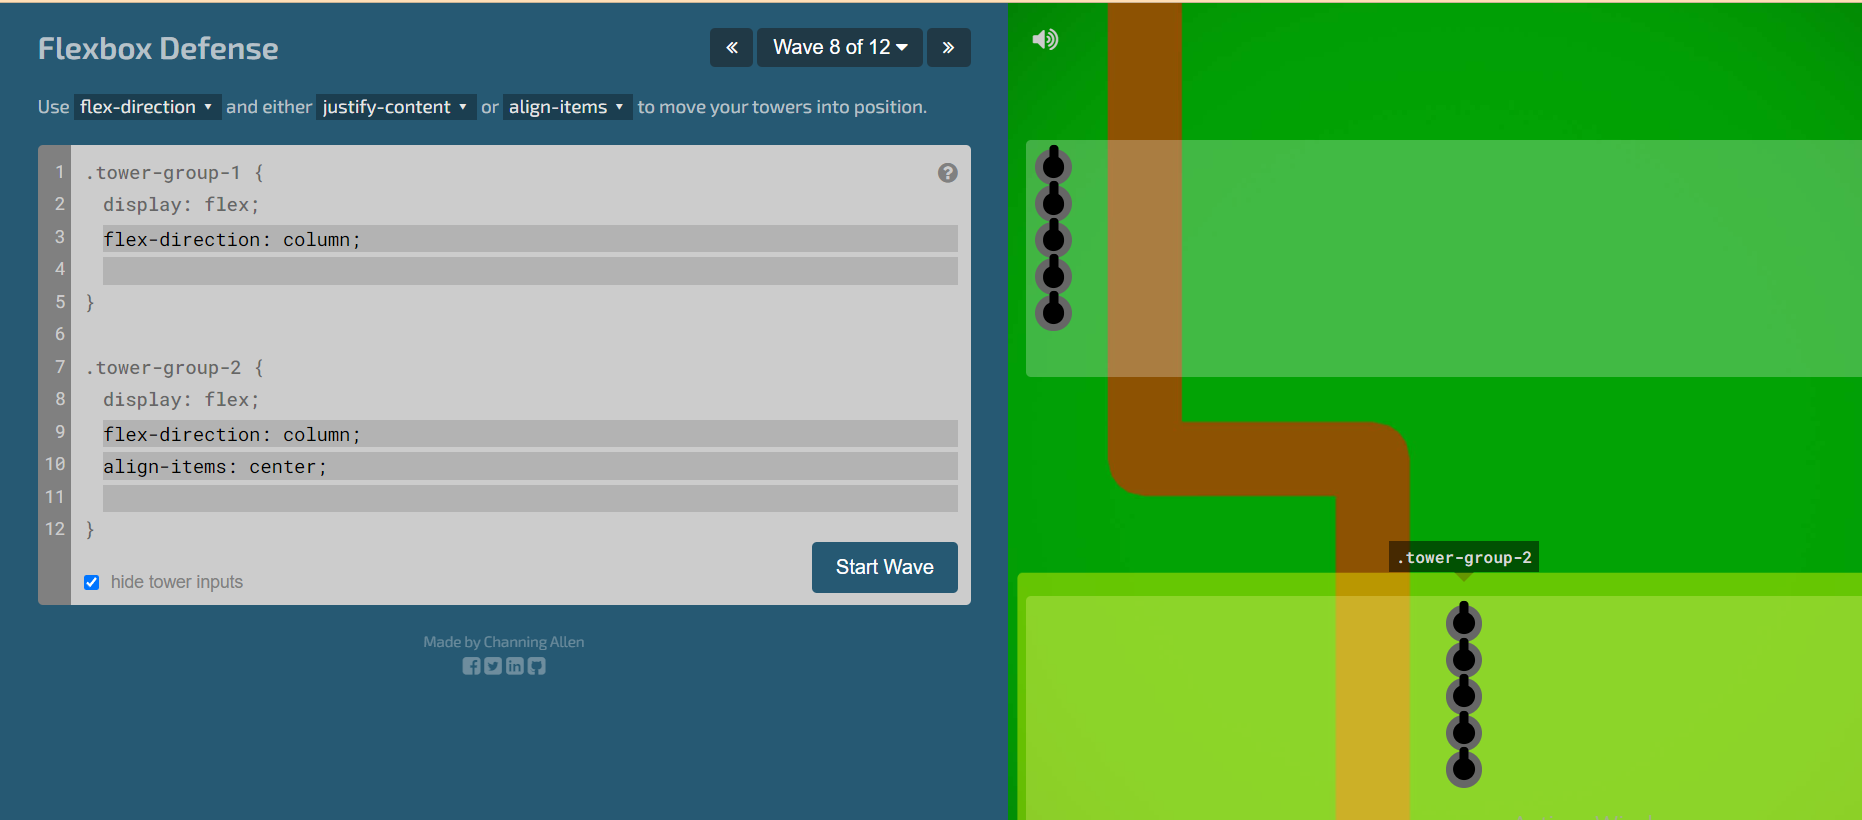 Flexbox Defense
« Wave 8 of 12 »
Use flex-direction and either justify-content or align-items to move your towers into position.
1 .tower-group-1 {
2 display: flex;
3 flex-direction: column;
4
5 }
6
7 .tower-group-2 {
8 display: flex;
9 flex-direction: column;
10 align-items: center;
11
12 }
?
hide tower inputs
Start Wave
Made by Channing Allen
.tower-group-2